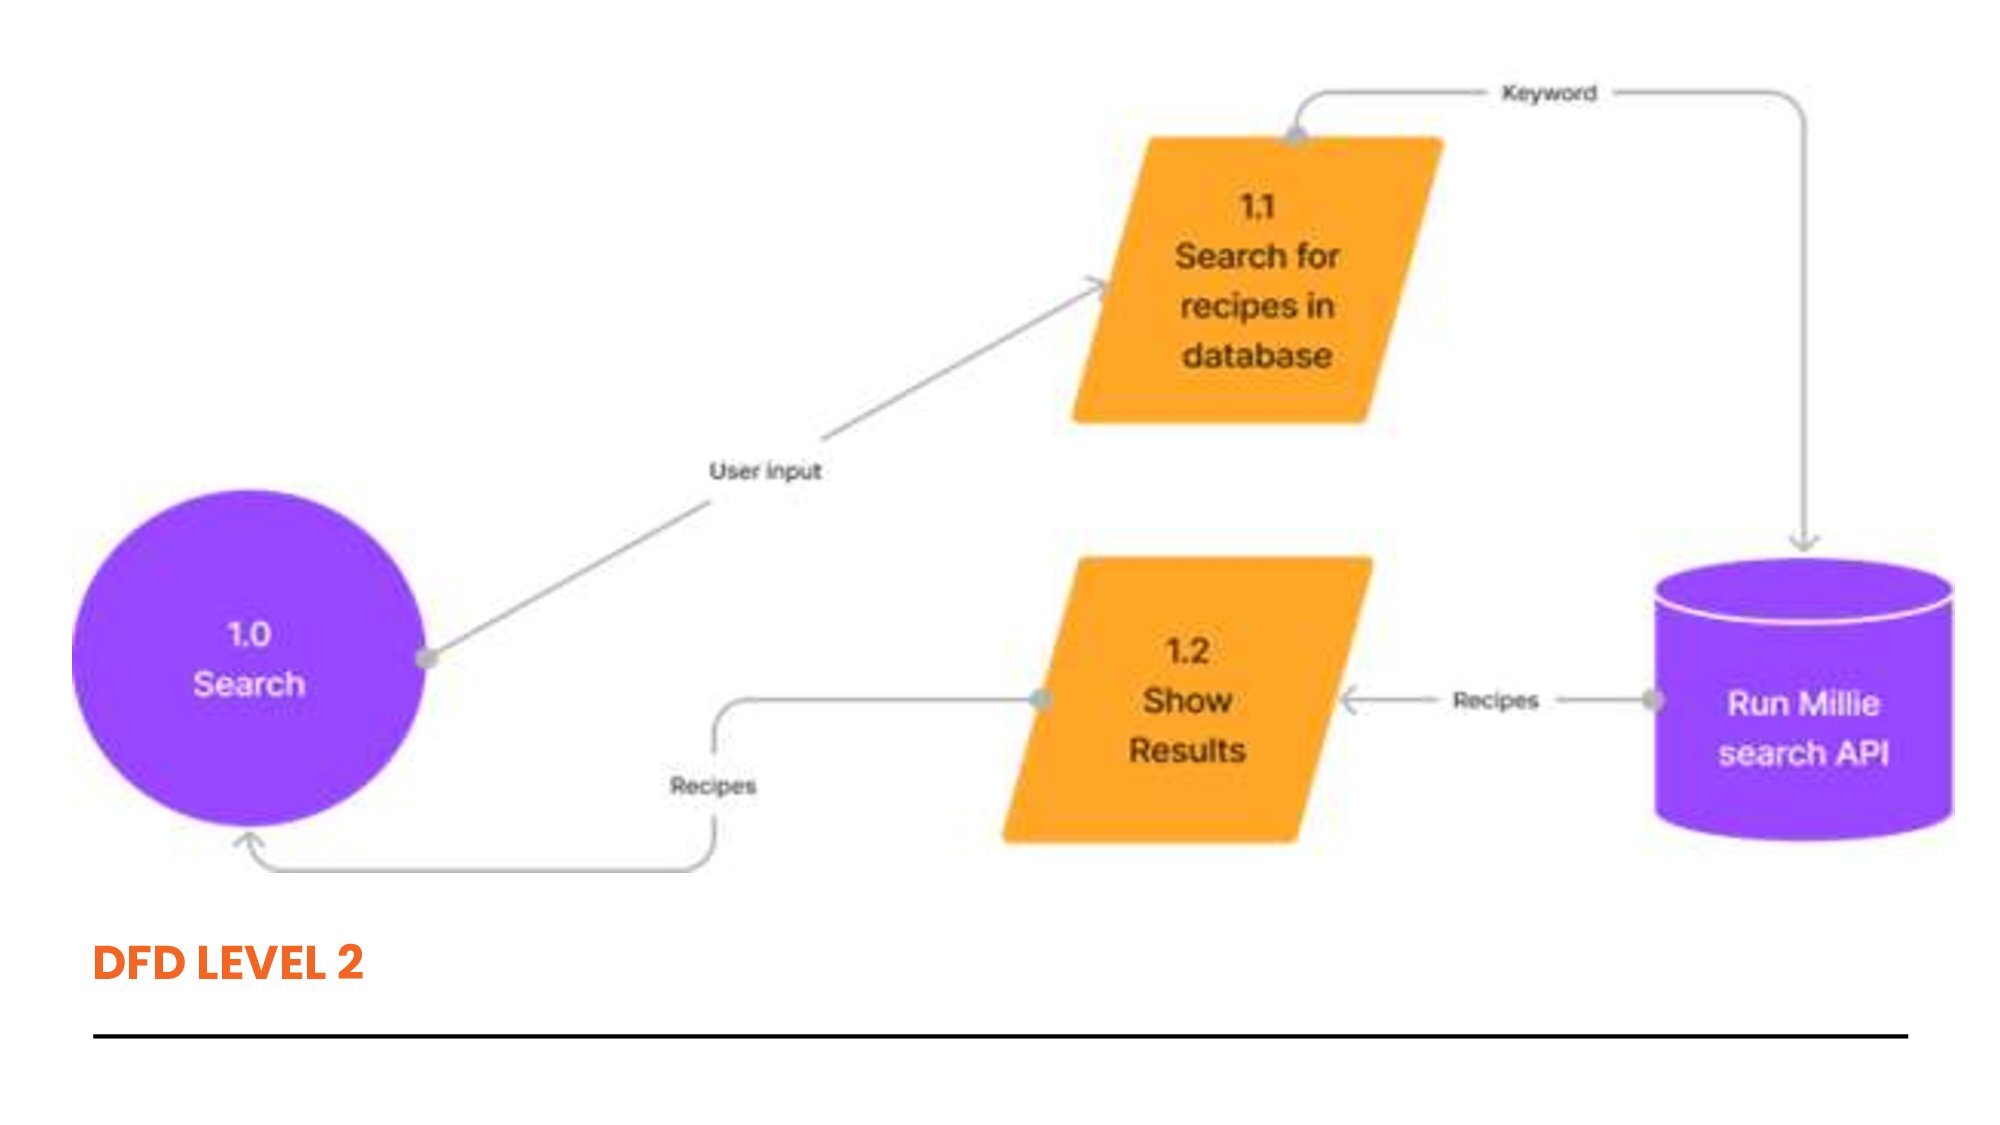 Keyword
1.1
Search for
recipes in
database
User input
1.0
Search
1.2
Show
Results
Recipes
Run Millie
search API
Recipes
DFD LEVEL 2